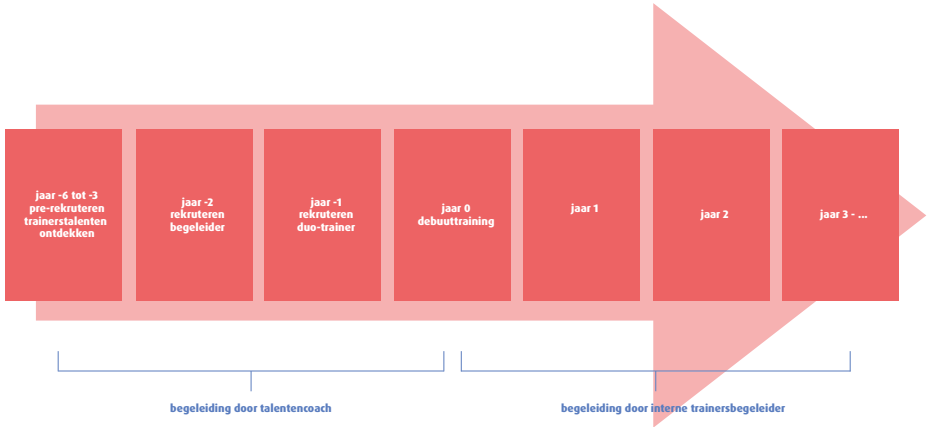 jaar -6 tot -3
pre-rekruteren
trainerstalenten
ontdekken
jaar -2
rekruteren
begeleider
jaar -1
rekruteren
duo-trainer
jaar 0
debuuttraining
jaar 1
jaar 2
jaar 3 - ...
begeleiding door talentencoach
begeleiding door interne trainersbegeleider